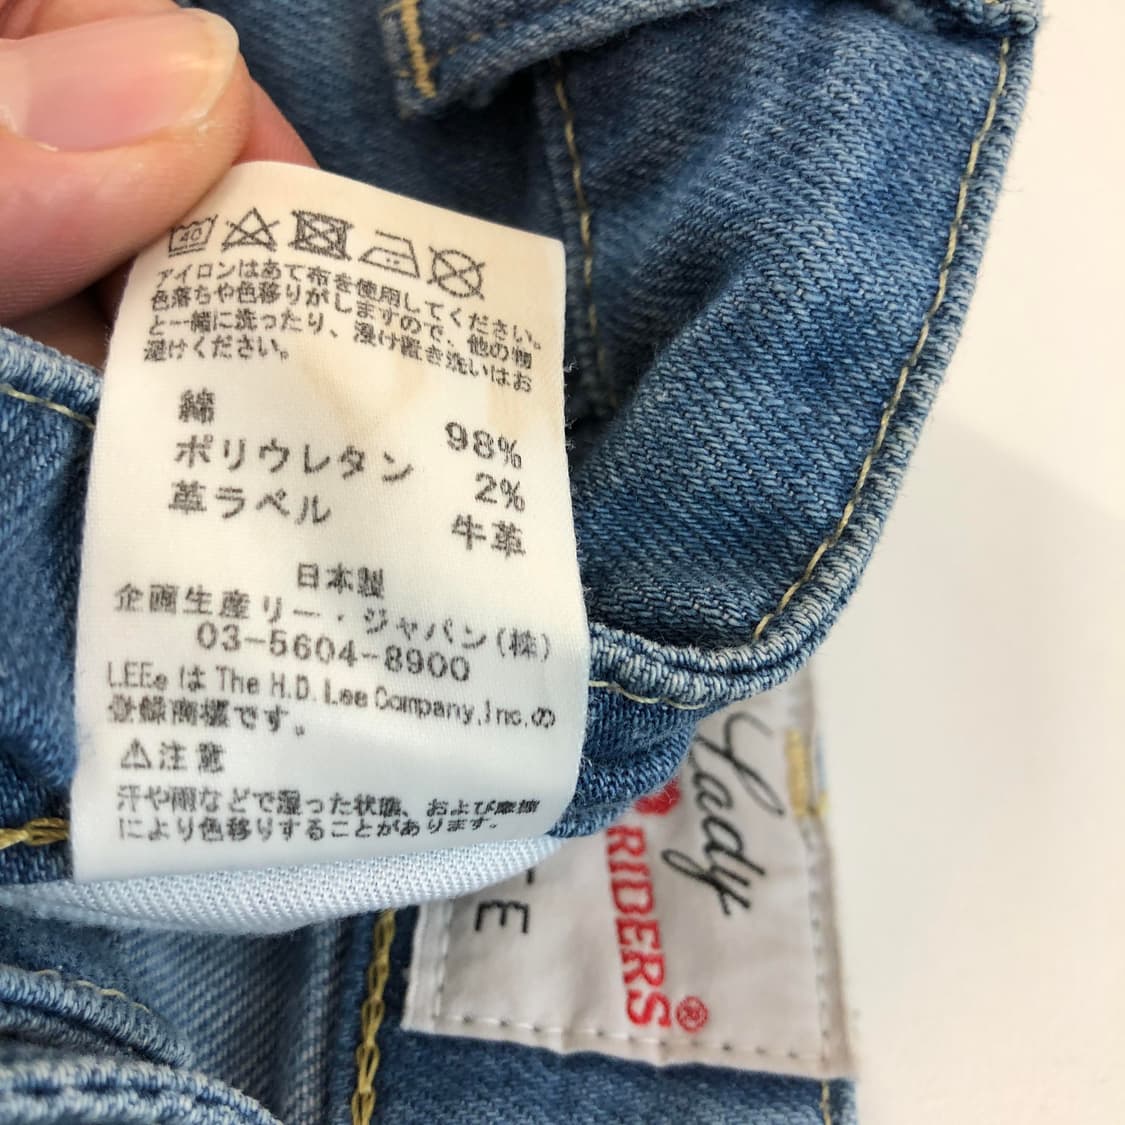 40
アイロンはあて布を使用してください。
色落ちや色移りがしますので、他の物
と一緒に洗ったり、浸け置き洗いはお
避けください。
綿 98%
ポリウレタン 2%
革ラベル 牛革
日本製
企画生産リー・ジャパン(株)
03-5604-8900
LEE® は The H.D. Lee Company,Inc.の
登録商標です。
⚠注意
汗や雨などで湿った状態、および摩擦
により色移りすることがあります。
Lady
RIDERS®